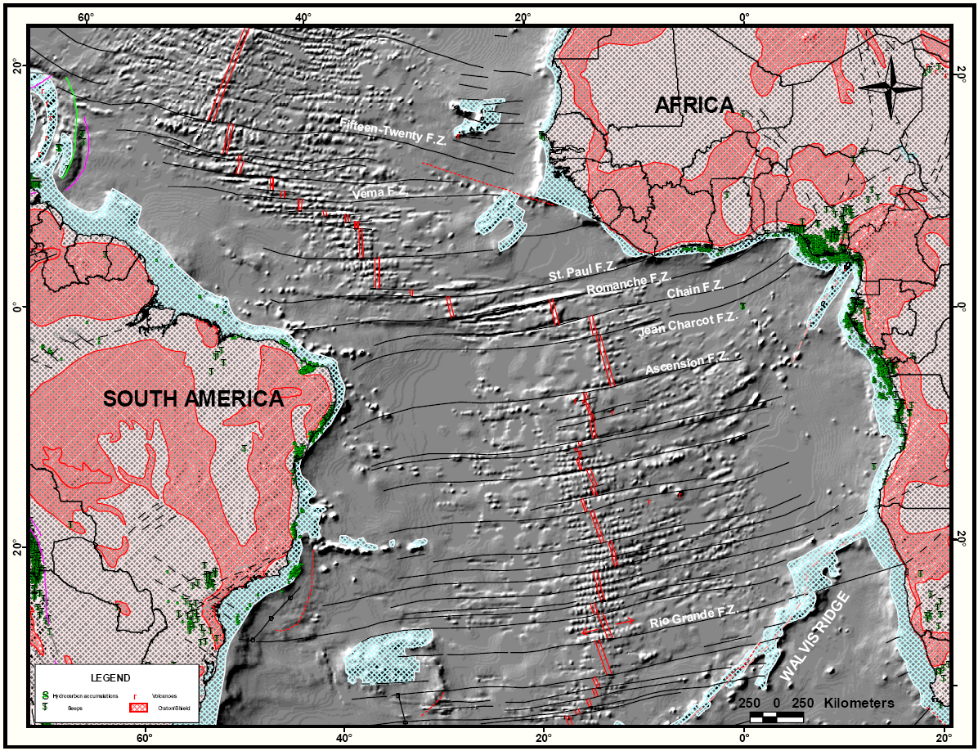 60° 40° 20° 0°
20° 20°
AFRICA
N
Fifteen-Twenty F.Z.
Vema F.Z.
St. Paul F.Z.
Romanche F.Z.
Chain F.Z.
0° 0°
Jean Charcot F.Z.
Ascension F.Z.
SOUTH AMERICA
20° 20°
Rio Grande F.Z.
WALVIS RIDGE
LEGEND
Hydrocarbon accumulations Volcanoes
Seeps Craton/Shield
250 0 250 Kilometers
60° 40° 20° 0° 20°